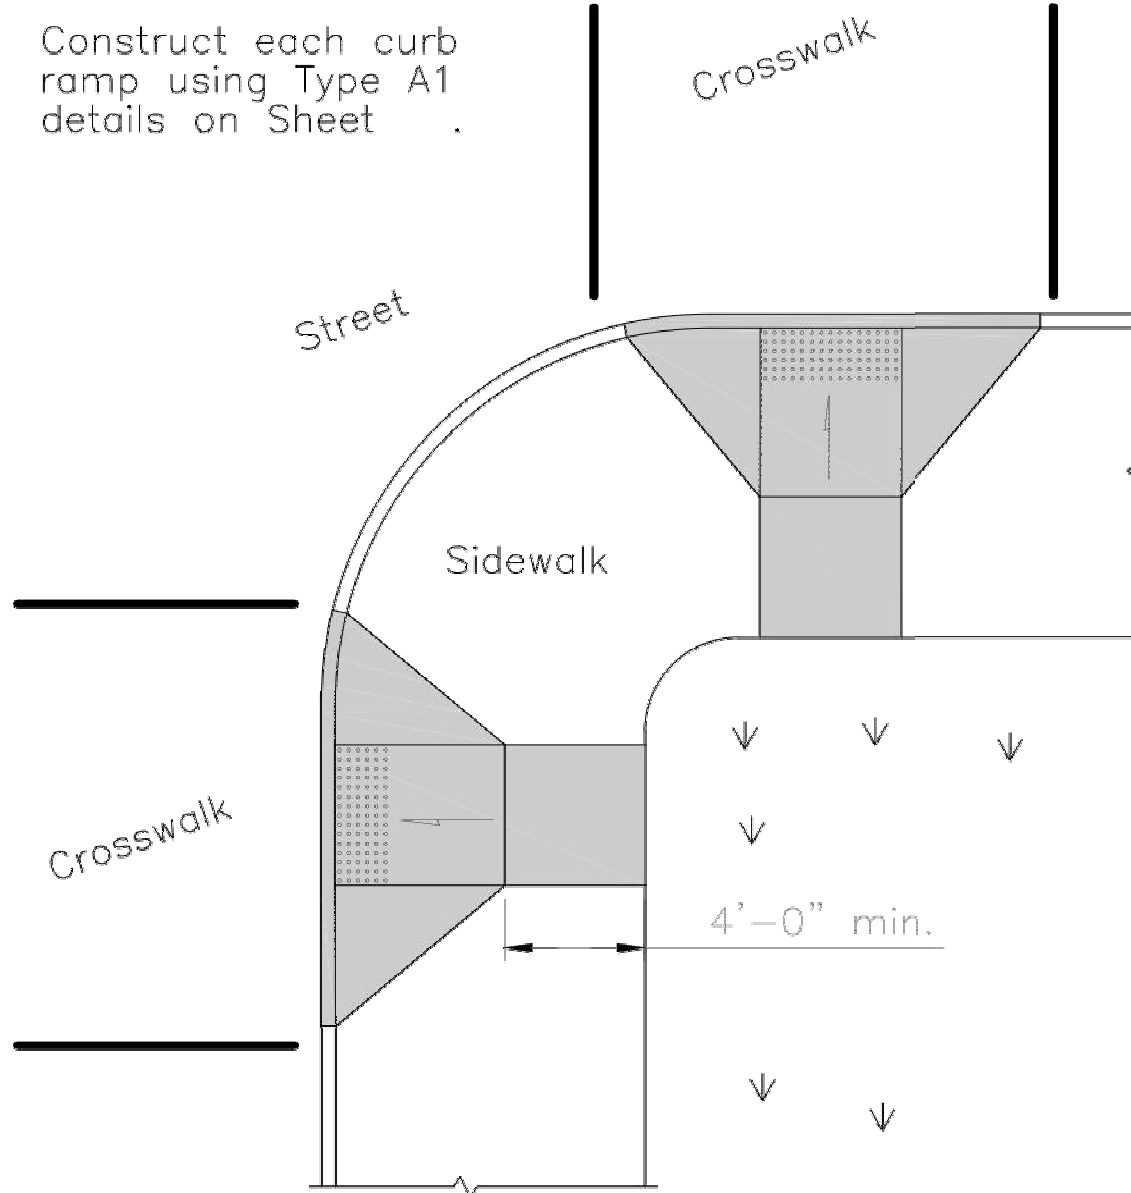 Construct each curb
ramp using Type A1
details on Sheet     .
Crosswalk
Street
Sidewalk
Crosswalk
4'-0" min.